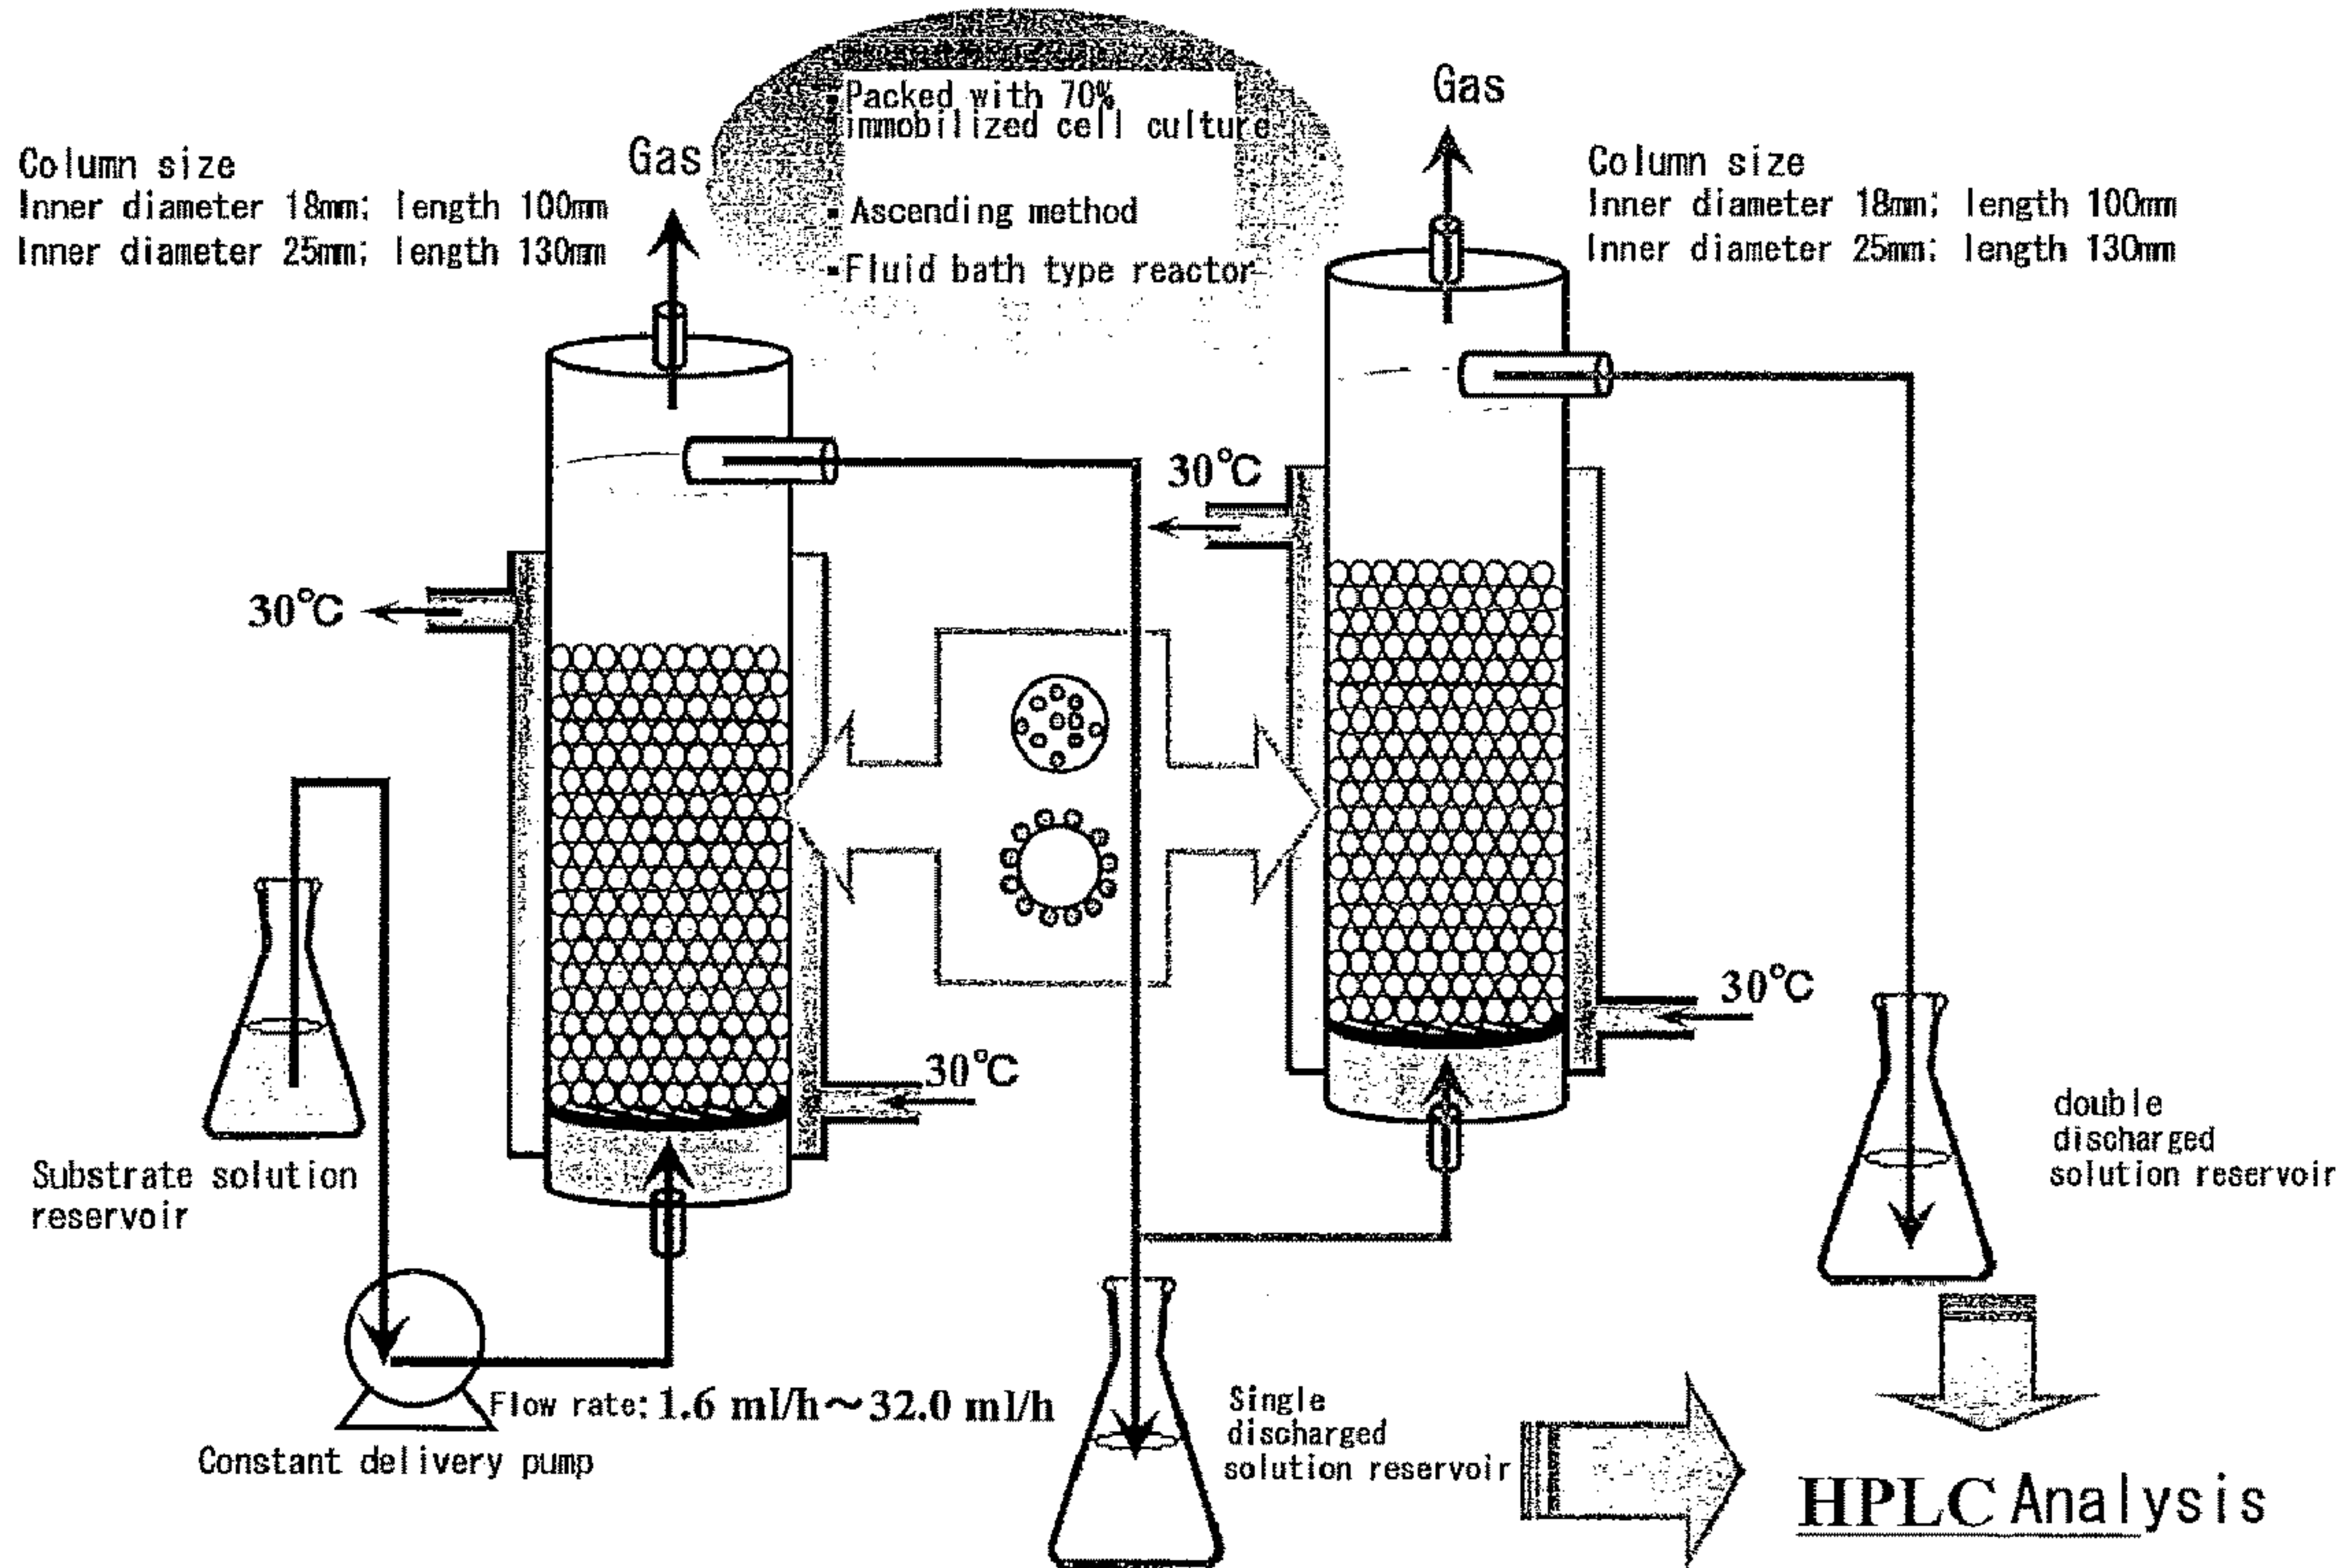 Column size
Inner diameter 18mm; length 100mm
Inner diameter 25mm; length 130mm
Gas
▪Packed with 70%
immobilized cell culture
▪Ascending method
▪Fluid bath type reactor
Gas
Column size
Inner diameter 18mm; length 100mm
Inner diameter 25mm; length 130mm
30℃
30℃
30℃
30℃
Substrate solution
reservoir
double
discharged
solution reservoir
Flow rate: 1.6 ml/h～32.0 ml/h
Constant delivery pump
Single
discharged
solution reservoir
HPLC Analysis